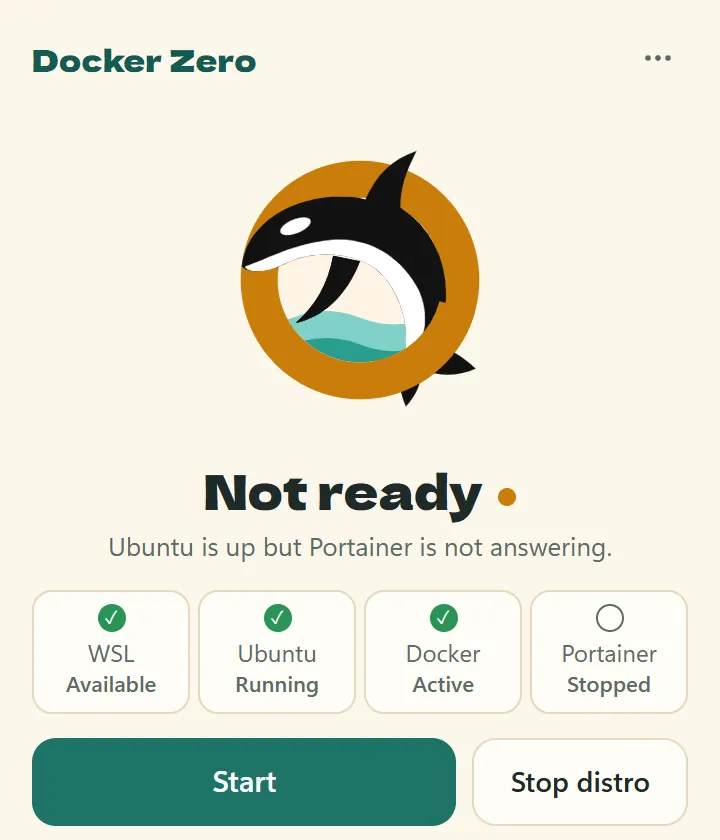 Docker Zero
Not ready
Ubuntu is up but Portainer is not answering.
WSL
Available
Ubuntu
Running
Docker
Active
Portainer
Stopped
Start
Stop distro